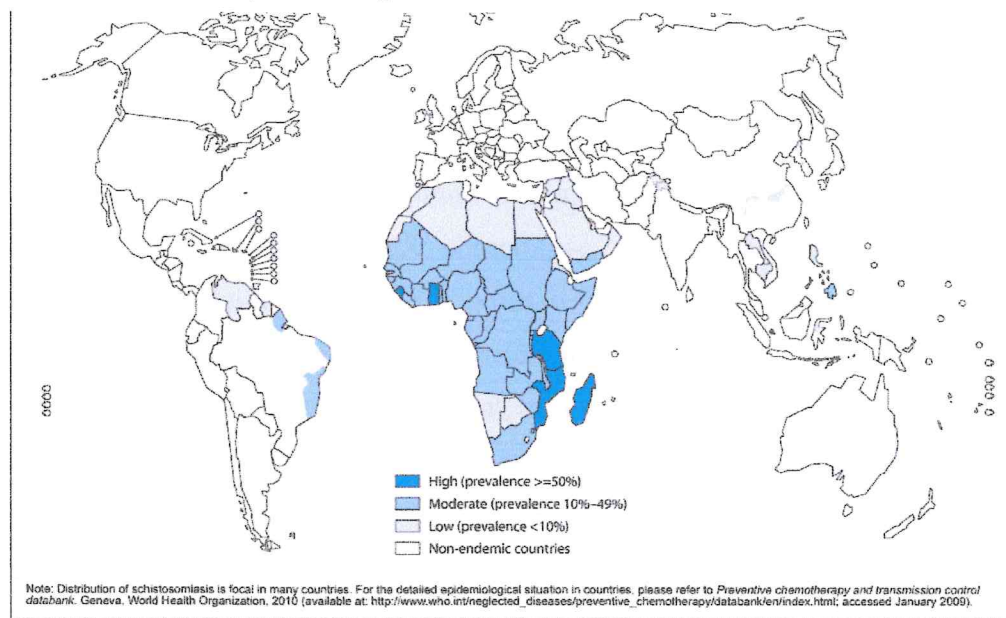 High (prevalence >=50%)
Moderate (prevalence 10%–49%)
Low (prevalence <10%)
Non-endemic countries
Note: Distribution of schistosomiasis is focal in many countries. For the detailed epidemiological situation in countries, please refer to Preventive chemotherapy and transmission control
databank. Geneva, World Health Organization, 2010 (available at: http://www.who.int/neglected_diseases/preventive_chemotherapy/databank/en/index.html; accessed January 2009).